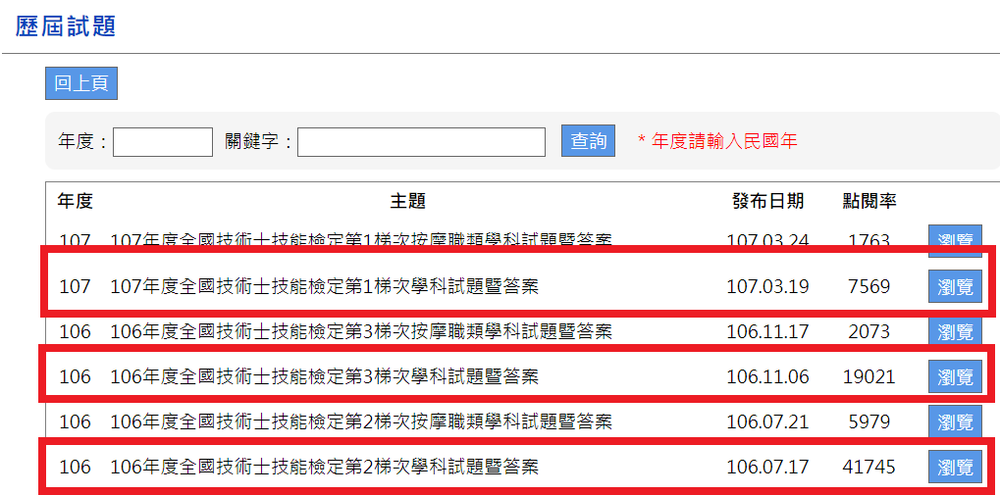 歷屆試題
回上頁
年度： 關鍵字： 查詢 * 年度請輸入民國年
年度 主題 發布日期 點閱率
107 107年度全國技術士技能檢定第1梯次按摩職類學科試題暨答案 107.03.24 1763 瀏覽
107 107年度全國技術士技能檢定第1梯次學科試題暨答案 107.03.19 7569 瀏覽
106 106年度全國技術士技能檢定第3梯次按摩職類學科試題暨答案 106.11.17 2073 瀏覽
106 106年度全國技術士技能檢定第3梯次學科試題暨答案 106.11.06 19021 瀏覽
106 106年度全國技術士技能檢定第2梯次按摩職類學科試題暨答案 106.07.21 5979 瀏覽
106 106年度全國技術士技能檢定第2梯次學科試題暨答案 106.07.17 41745 瀏覽